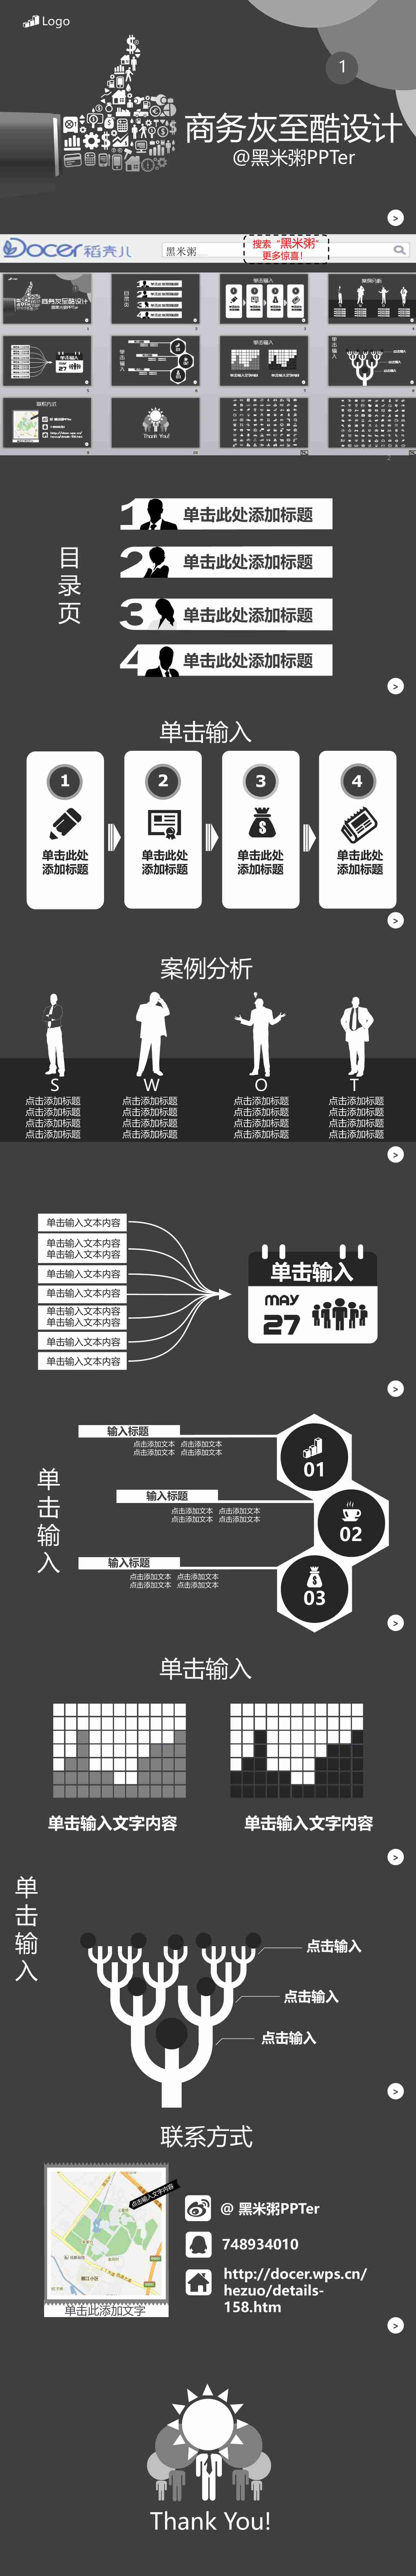 Logo
1
商务灰至酷设计
@黑米粥PPTer
>
Docer稻壳儿
黑米粥
搜索“黑米粥”
更多惊喜！
2
目录页
1 单击此处添加标题
2 单击此处添加标题
3 单击此处添加标题
4 单击此处添加标题
>
单击输入
1 2 3 4
单击此处 单击此处 单击此处 单击此处
添加标题 添加标题 添加标题 添加标题
>
案例分析
S W O T
点击添加标题 点击添加标题 点击添加标题 点击添加标题
点击添加标题 点击添加标题 点击添加标题 点击添加标题
点击添加标题 点击添加标题 点击添加标题 点击添加标题
点击添加标题 点击添加标题 点击添加标题 点击添加标题
>
单击输入文本内容
单击输入文本内容
单击输入文本内容
单击输入文本内容
单击输入文本内容
单击输入文本内容
单击输入文本内容
单击输入文本内容
单击输入文本内容
单击输入
MAY
27
>
单击输入
输入标题
点击添加文本 点击添加文本
点击添加文本 点击添加文本
01
输入标题
点击添加文本 点击添加文本
点击添加文本 点击添加文本
02
输入标题
点击添加文本 点击添加文本
点击添加文本 点击添加文本
03
>
单击输入
单击输入文字内容 单击输入文字内容
>
单击输入
点击输入
点击输入
点击输入
>
联系方式
点击输入文字内容
单击此添加文字
@ 黑米粥PPTer
748934010
http://docer.wps.cn/
hezuo/details-
158.htm
>
Thank You!